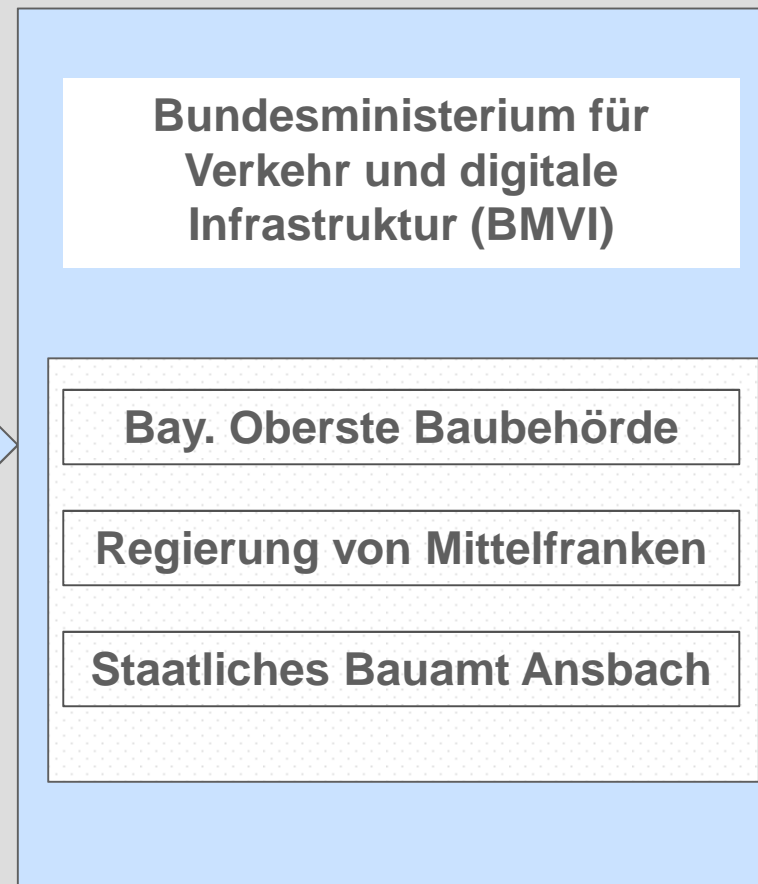 Bundesministerium für
Verkehr und digitale
Infrastruktur (BMVI)
Bay. Oberste Baubehörde
Regierung von Mittelfranken
Staatliches Bauamt Ansbach